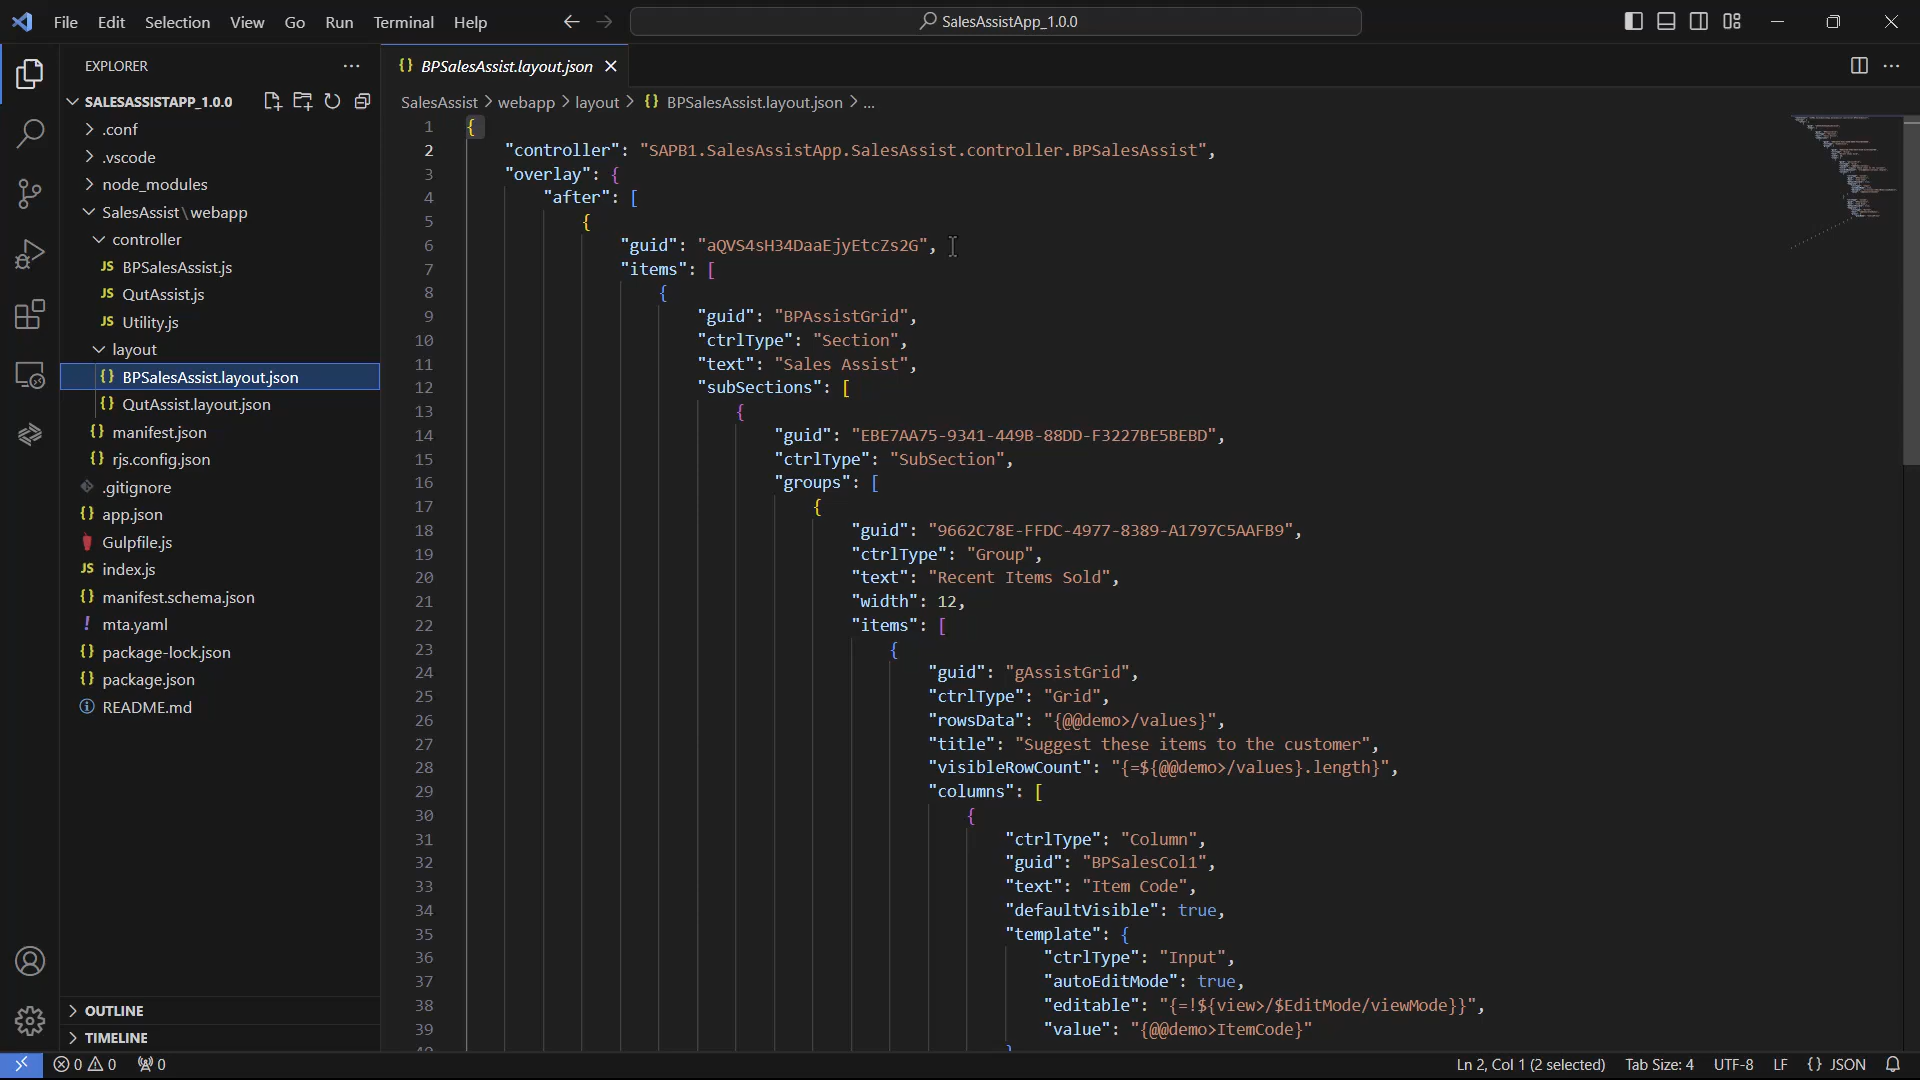 File Edit Selection View Go Run Terminal Help
SalesAssistApp_1.0.0
EXPLORER
SALESASSISTAPP_1.0.0
.conf
.vscode
node_modules
SalesAssist\webapp
controller
JS BPSalesAssist.js
JS QutAssist.js
JS Utility.js
layout
{} BPSalesAssist.layout.json
{} QutAssist.layout.json
{} manifest.json
{} rjs.config.json
.gitignore
{} app.json
Gulpfile.js
JS index.js
{} manifest.schema.json
! mta.yaml
{} package-lock.json
{} package.json
README.md
OUTLINE
TIMELINE
{} BPSalesAssist.layout.json
SalesAssist > webapp > layout > {} BPSalesAssist.layout.json > ...
1 {
2 "controller": "SAPB1.SalesAssistApp.SalesAssist.controller.BPSalesAssist",
3 "overlay": {
4 "after": [
5 {
6 "guid": "aQVS4sH34DaaEjyEtcZs2G",
7 "items": [
8 {
9 "guid": "BPAssistGrid",
10 "ctrlType": "Section",
11 "text": "Sales Assist",
12 "subSections": [
13 {
14 "guid": "EBE7AA75-9341-449B-88DD-F3227BE5BEBD",
15 "ctrlType": "SubSection",
16 "groups": [
17 {
18 "guid": "9662C78E-FFDC-4977-8389-A1797C5AAFB9",
19 "ctrlType": "Group",
20 "text": "Recent Items Sold",
21 "width": 12,
22 "items": [
23 {
24 "guid": "gAssistGrid",
25 "ctrlType": "Grid",
26 "rowsData": "{@@demo>/values}",
27 "title": "Suggest these items to the customer",
28 "visibleRowCount": "{=${@@demo>/values}.length}",
29 "columns": [
30 {
31 "ctrlType": "Column",
32 "guid": "BPSalesCol1",
33 "text": "Item Code",
34 "defaultVisible": true,
35 "template": {
36 "ctrlType": "Input",
37 "autoEditMode": true,
38 "editable": "{=!${view>/$EditMode/viewMode}}",
39 "value": "{@@demo>ItemCode}"
0 0 0
Ln 2, Col 1 (2 selected) Tab Size: 4 UTF-8 LF {} JSON